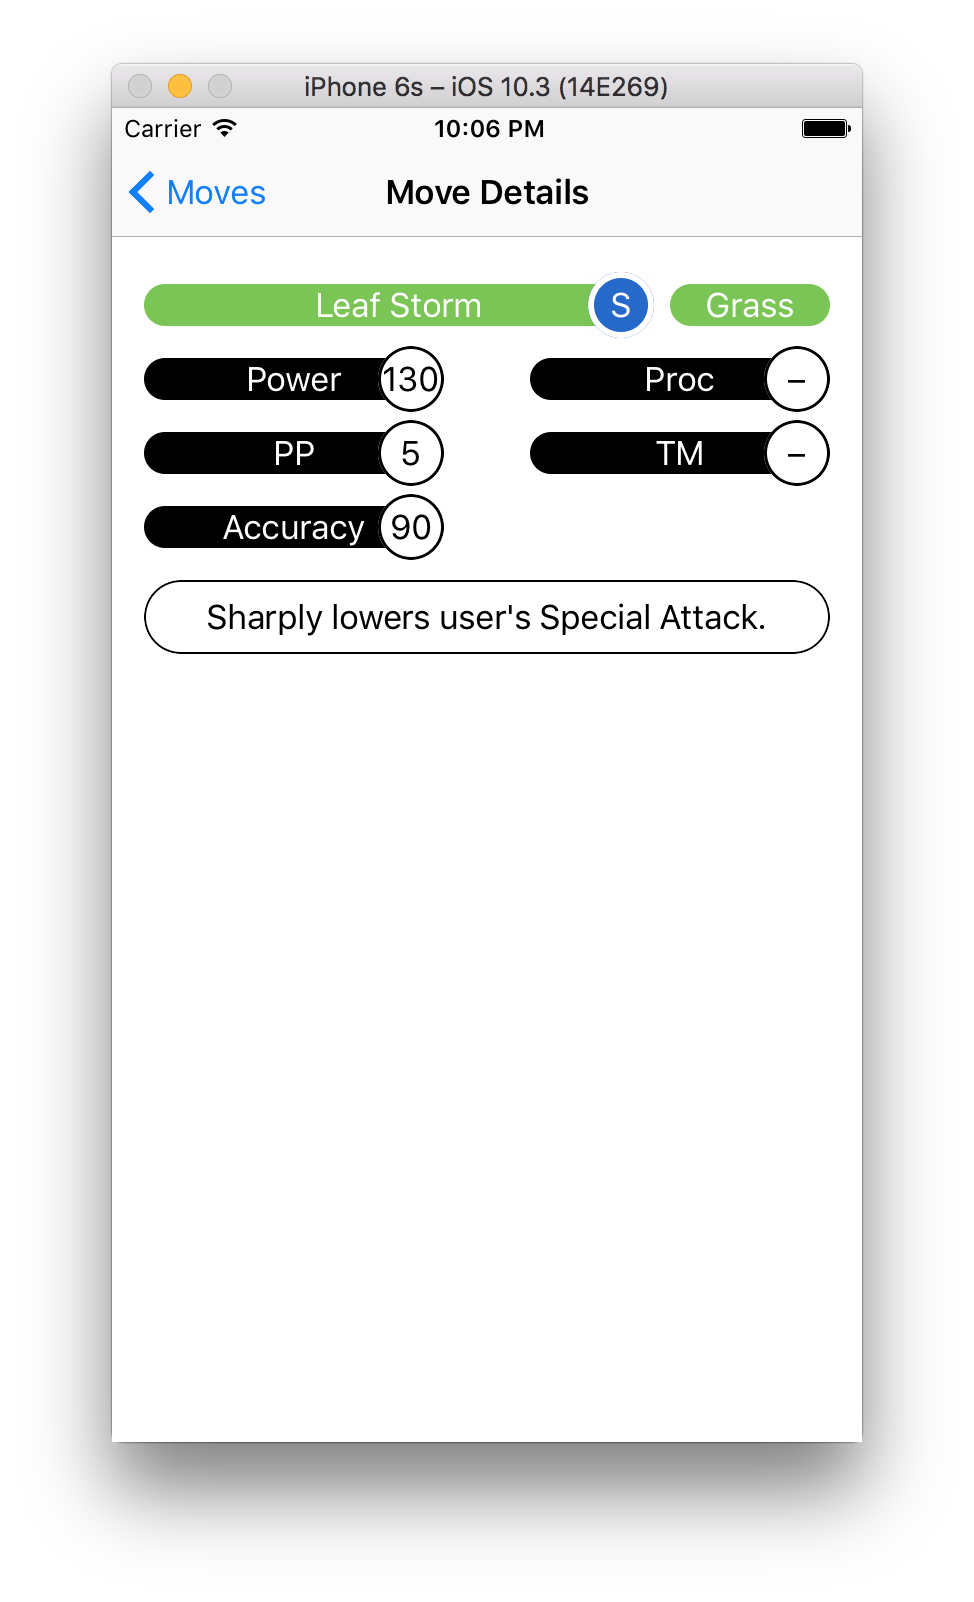 iPhone 6s – iOS 10.3 (14E269)
Carrier 10:06 PM
Moves Move Details
Leaf Storm S Grass
Power 130 Proc –
PP 5 TM –
Accuracy 90
Sharply lowers user's Special Attack.